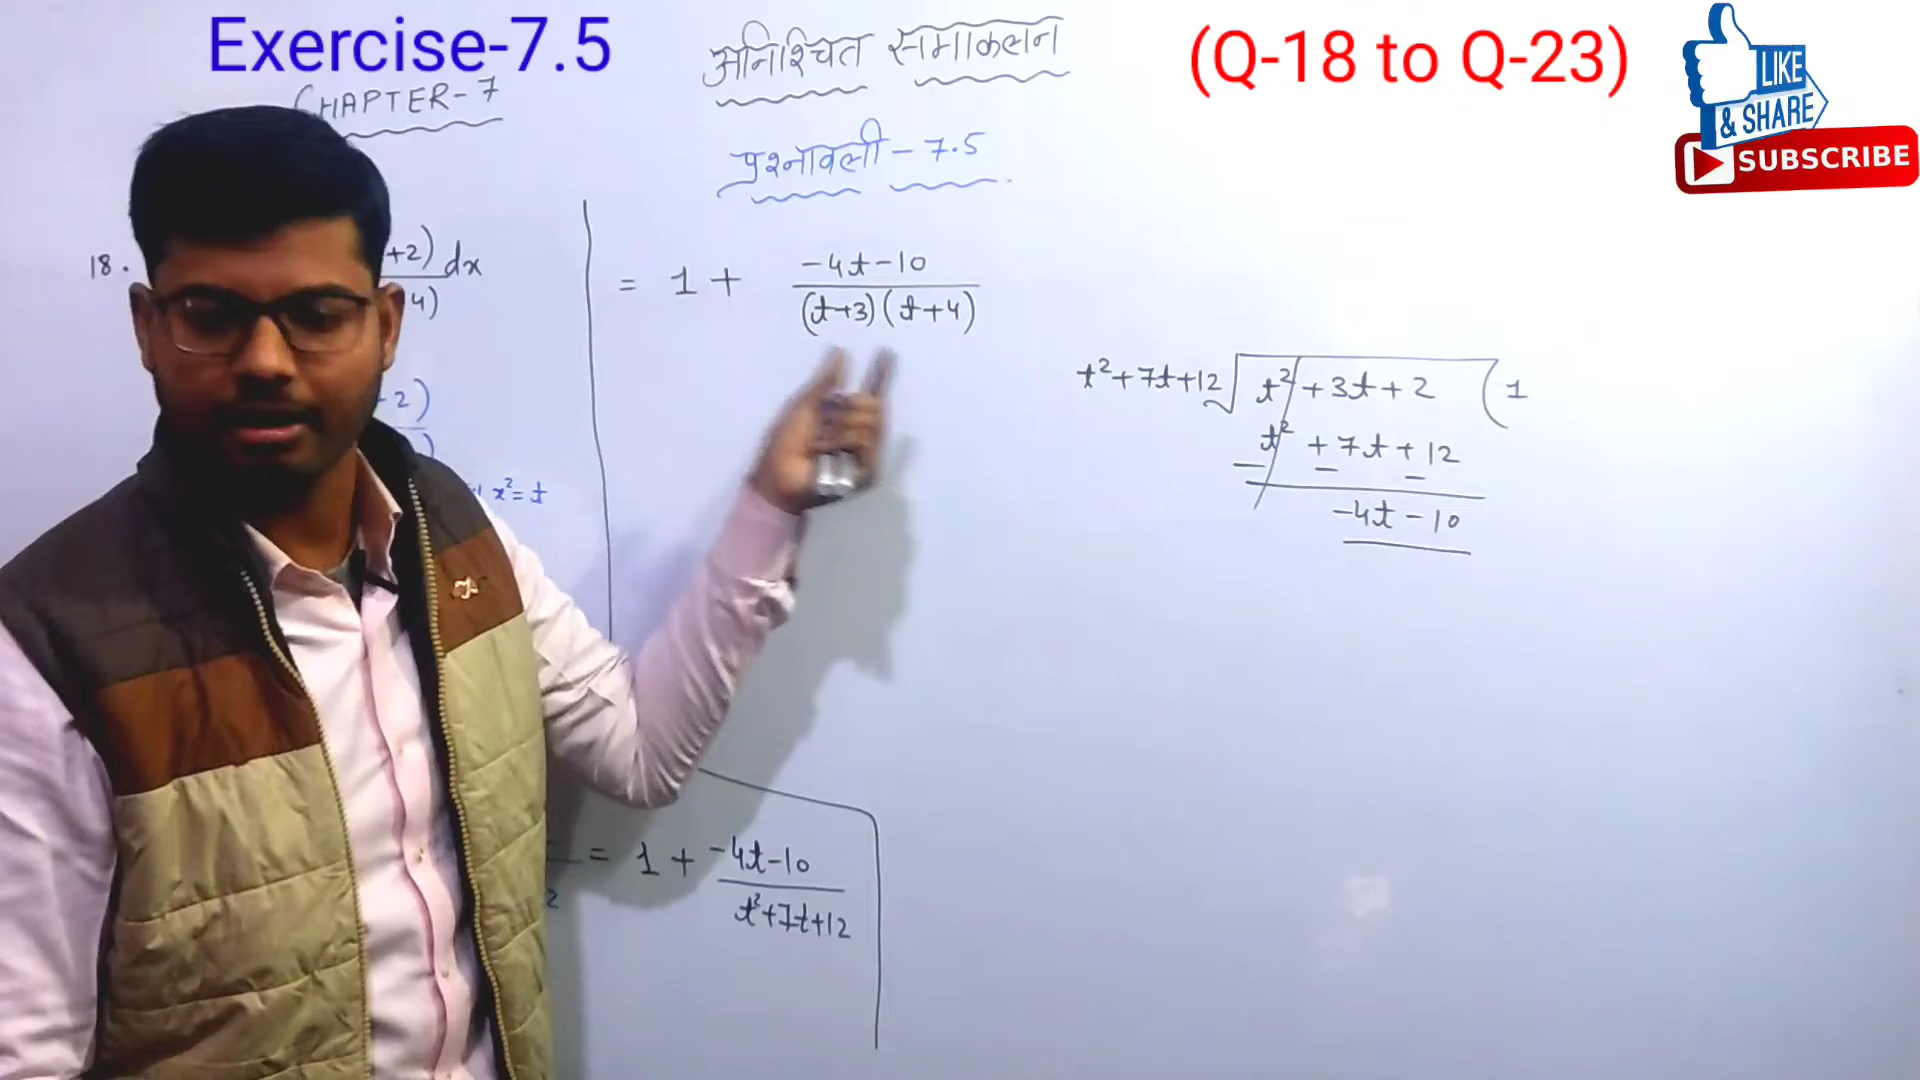 Exercise-7.5
अनिश्चित समाकलन
(Q-18 to Q-23)
LIKE
& SHARE
SUBSCRIBE
CHAPTER-7
प्रश्नावली-7.5
18.
+2) dx
4)
= 1 + -4t-10
(t+3)(t+4)
t²+7t+12 t² + 3t + 2 ( 1
t² + 7t + 12
- - -
-4t - 10
2)
)
x² = t
= 1 + -4t-10
t²+7t+12
2